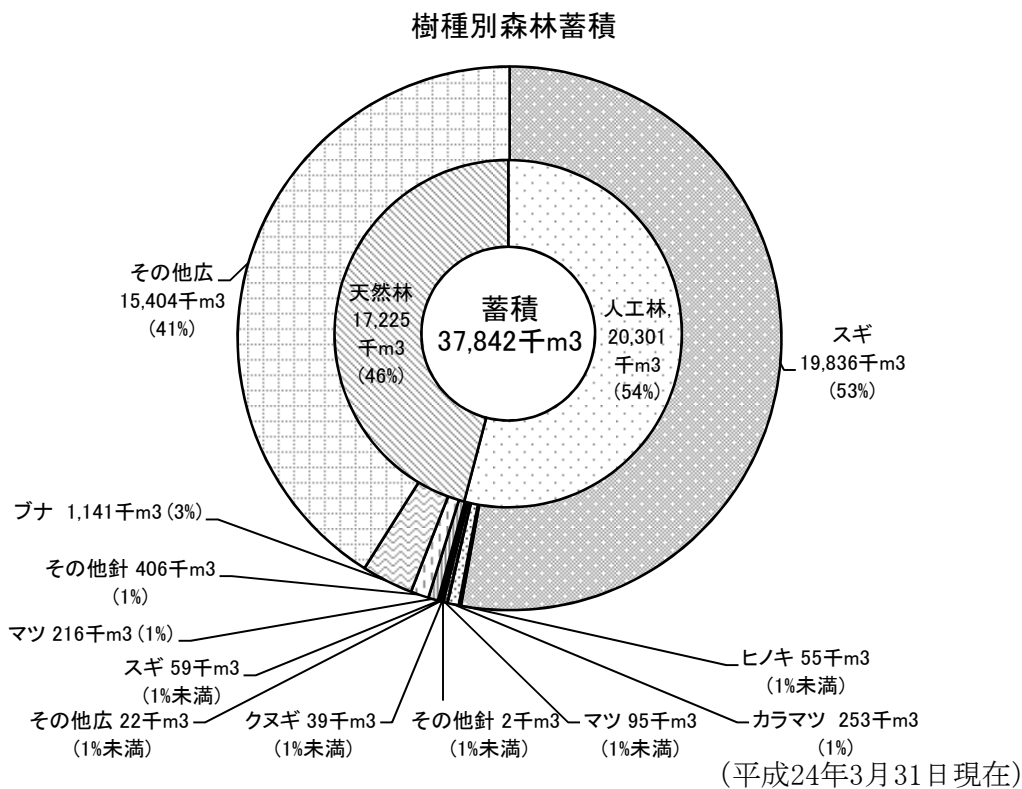 樹種別森林蓄積
その他広
15,404千m3
(41%)
天然林
17,225
千m3
(46%)
蓄積
37,842千m3
人工林,
20,301
千m3
(54%)
スギ
19,836千m3
(53%)
ブナ 1,141千m3(3%)
その他針 406千m3
(1%)
マツ 216千m3(1%)
スギ 59千m3
(1%未満)
その他広 22千m3
(1%未満)
クヌギ 39千m3
(1%未満)
その他針 2千m3
(1%未満)
マツ 95千m3
(1%未満)
ヒノキ 55千m3
(1%未満)
カラマツ 253千m3
(1%)
(平成24年3月31日現在)